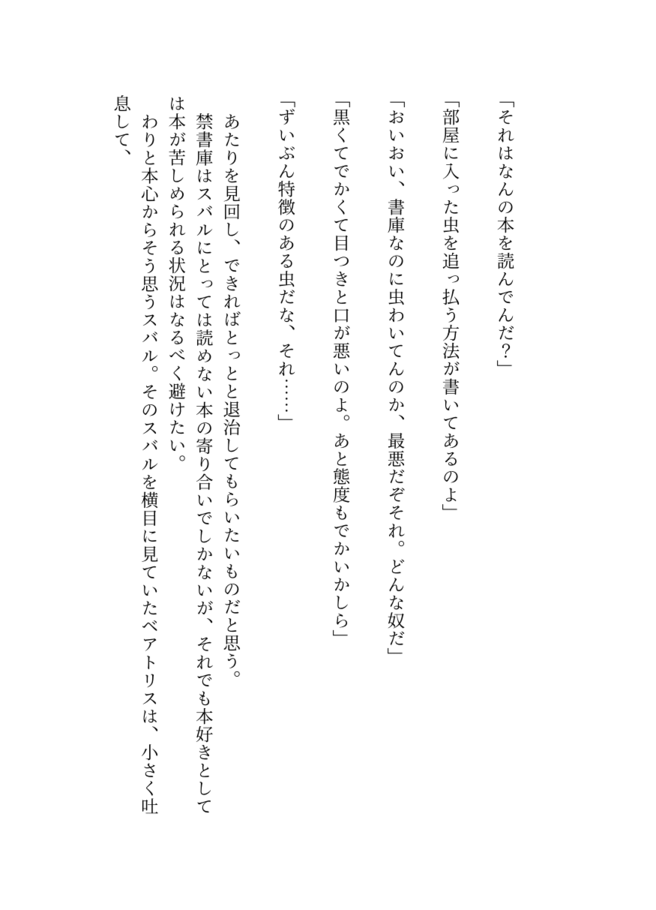 「それはなんの本を読んでんだ？」
「部屋に入った虫を追っ払う方法が書いてあるのよ」
「おいおい、書庫なのに虫わいてんのか、最悪だぞそれ。どんな奴だ」
「黒くてでかくて目つきと口が悪いのよ。あと態度もでかいかしら」
「ずいぶん特徴のある虫だな、それ……」
　あたりを見回し、できればとっとと退治してもらいたいものだと思う。
　禁書庫はスバルにとっては読めない本の寄り合いでしかないが、それでも本好きとして
は本が苦しめられる状況はなるべく避けたい。
　わりと本心からそう思うスバル。そのスバルを横目に見ていたベアトリスは、小さく吐
息して、